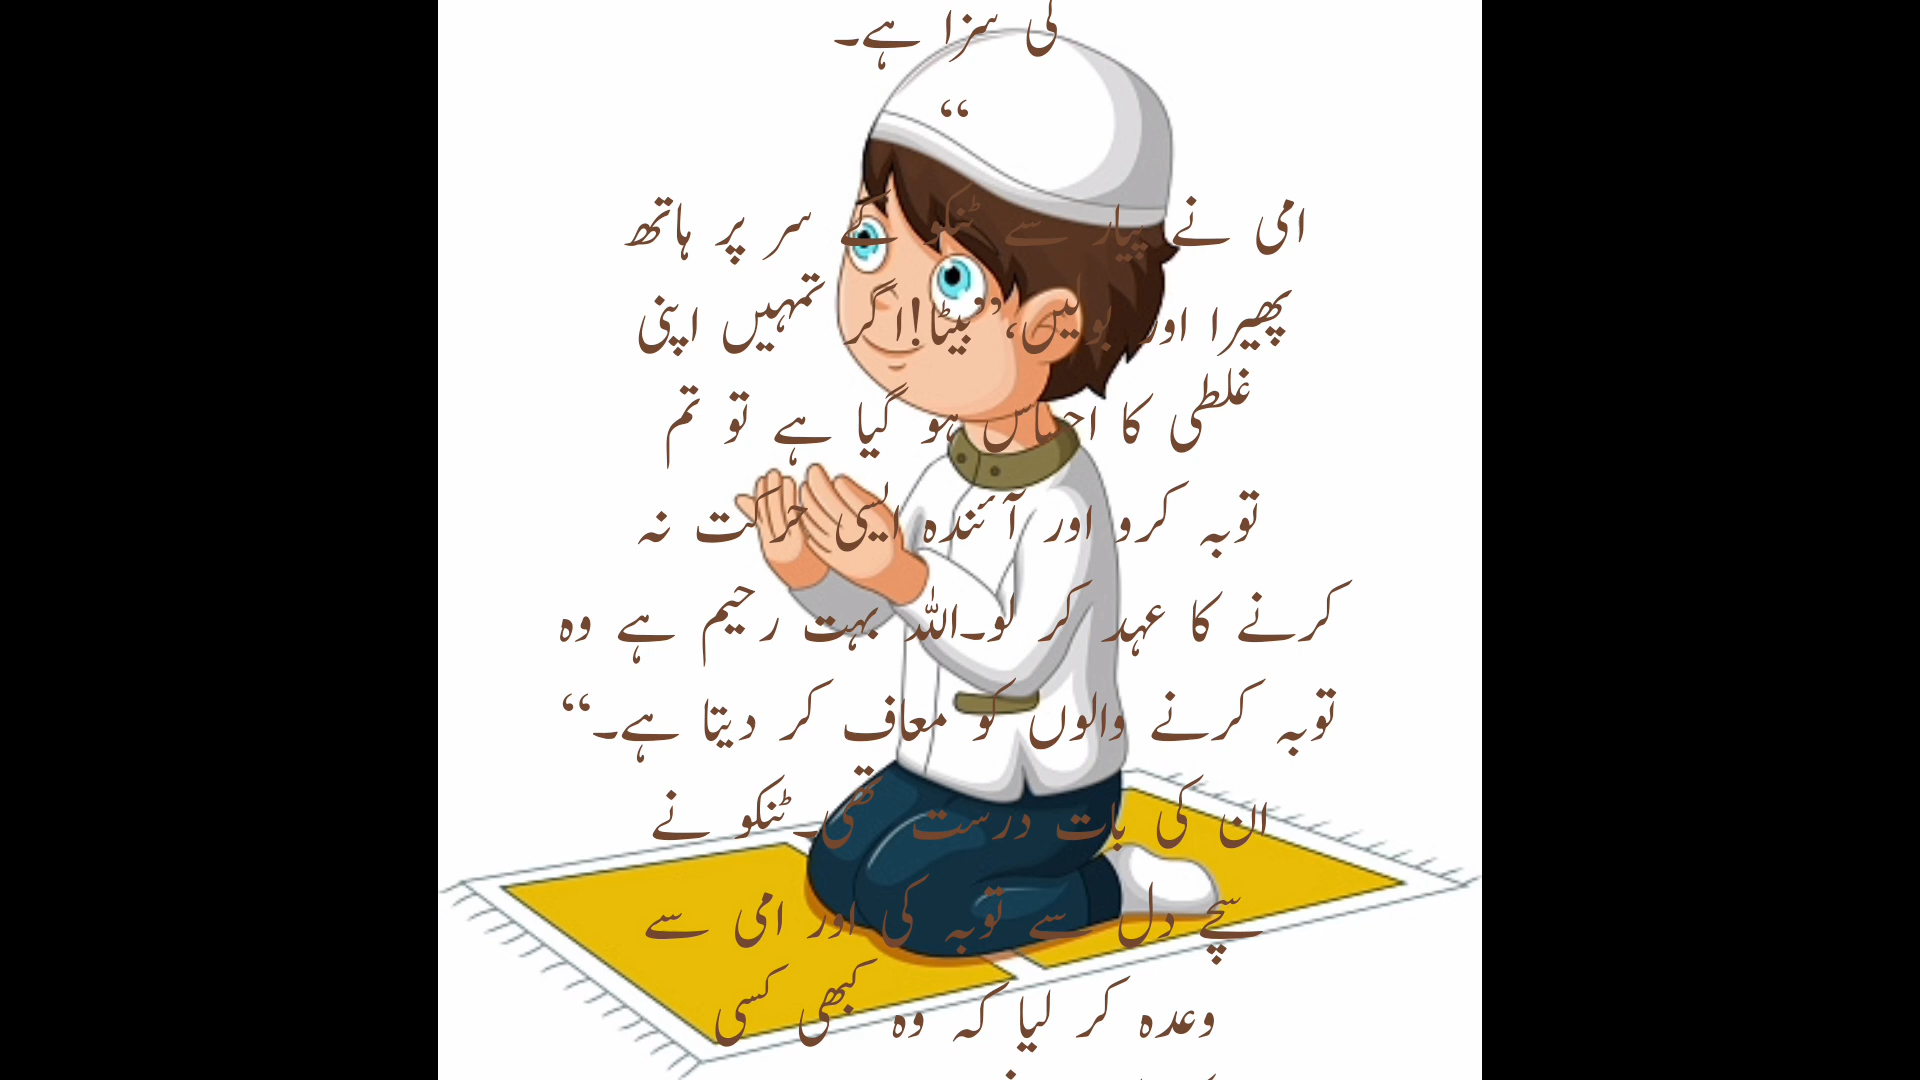 کی سزا ہے۔
‘‘
امی نے پیار سے ٹنکو کے سر پر ہاتھ
پھیرا اور بولیں،’’بیٹا!اگر تمہیں اپنی
غلطی کا احساس ہو گیا ہے تو تم
توبہ کرو اور آئندہ ایسی حرکت نہ
کرنے کا عہد کر لو۔اللہ بہت رحیم ہے وہ
توبہ کرنے والوں کو معاف کر دیتا ہے۔‘‘
ان کی بات درست تھی۔ٹنکو نے
سچے دل سے توبہ کی اور امی سے
وعدہ کر لیا کہ وہ کبھی کسی